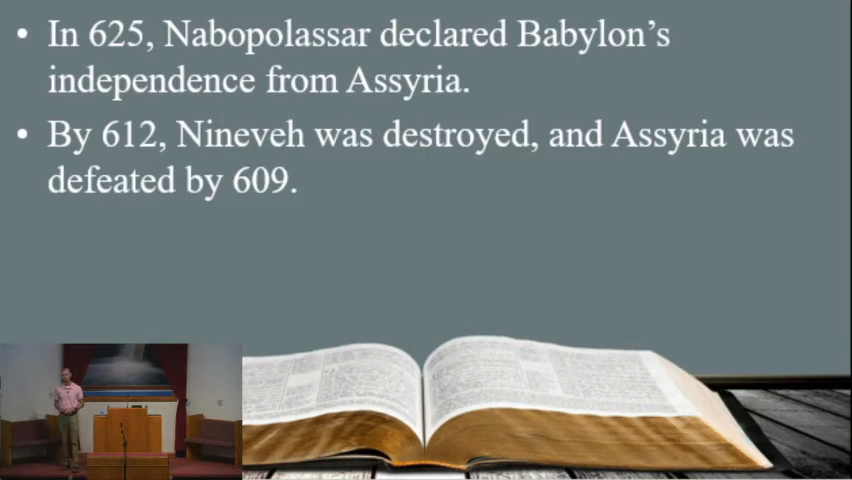 • In 625, Nabopolassar declared Babylon's
independence from Assyria.
• By 612, Nineveh was destroyed, and Assyria was
defeated by 609.